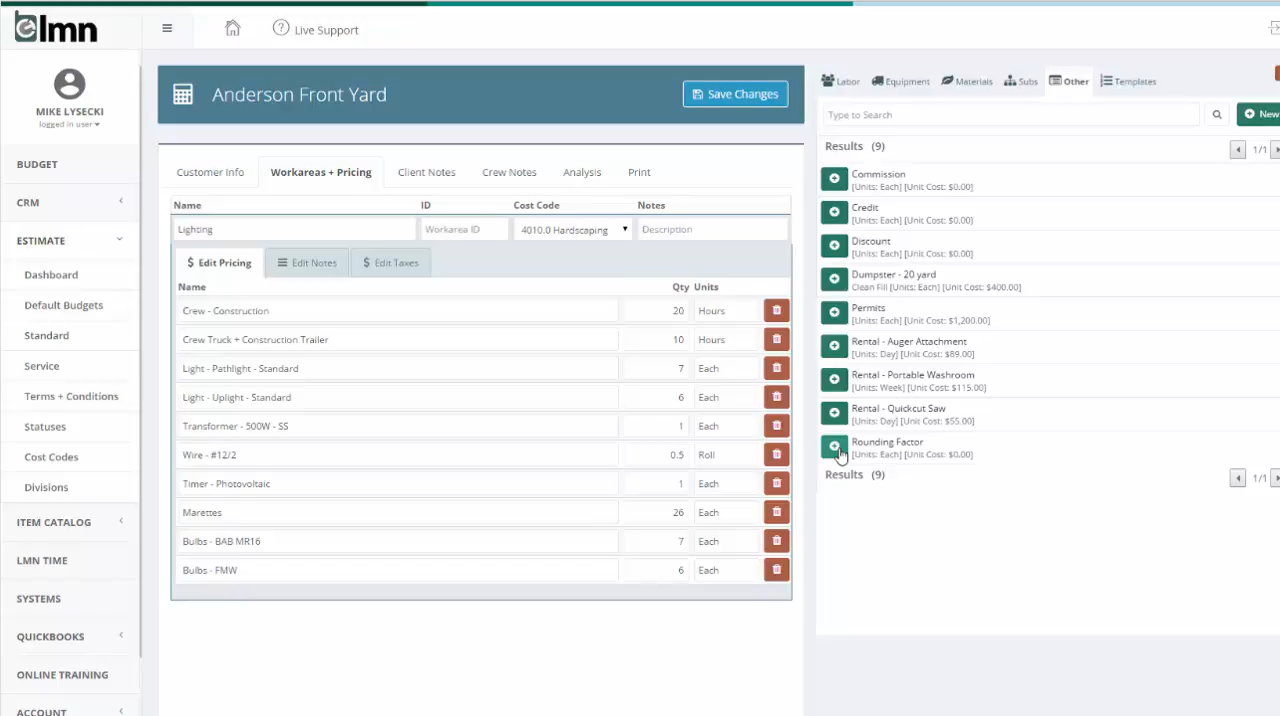 lmn
Live Support
MIKE LYSECKI
logged in user
BUDGET
CRM
ESTIMATE
Dashboard
Default Budgets
Standard
Service
Terms + Conditions
Statuses
Cost Codes
Divisions
ITEM CATALOG
LMN TIME
SYSTEMS
QUICKBOOKS
ONLINE TRAINING
ACCOUNT
Anderson Front Yard
Save Changes
Customer Info Workareas + Pricing Client Notes Crew Notes Analysis Print
Name ID Cost Code Notes
Lighting Workarea ID 4010.0 Hardscaping Description
$ Edit Pricing Edit Notes $ Edit Taxes
Name Qty Units
Crew - Construction 20 Hours
Crew Truck + Construction Trailer 10 Hours
Light - Pathlight - Standard 7 Each
Light - Uplight - Standard 6 Each
Transformer - 500W - SS 1 Each
Wire - #12/2 0.5 Roll
Timer - Photovoltaic 1 Each
Marettes 26 Each
Bulbs - BAB MR16 7 Each
Bulbs - FMW 6 Each
Labor Equipment Materials Subs Other Templates
Type to Search New
Results (9) 1/1
Commission
[Units: Each] [Unit Cost: $0.00]
Credit
[Units: Each] [Unit Cost: $0.00]
Discount
[Units: Each] [Unit Cost: $0.00]
Dumpster - 20 yard
Clean Fill [Units: Each] [Unit Cost: $400.00]
Permits
[Units: Each] [Unit Cost: $1,200.00]
Rental - Auger Attachment
[Units: Day] [Unit Cost: $89.00]
Rental - Portable Washroom
[Units: Week] [Unit Cost: $115.00]
Rental - Quickcut Saw
[Units: Day] [Unit Cost: $55.00]
Rounding Factor
[Units: Each] [Unit Cost: $0.00]
Results (9) 1/1